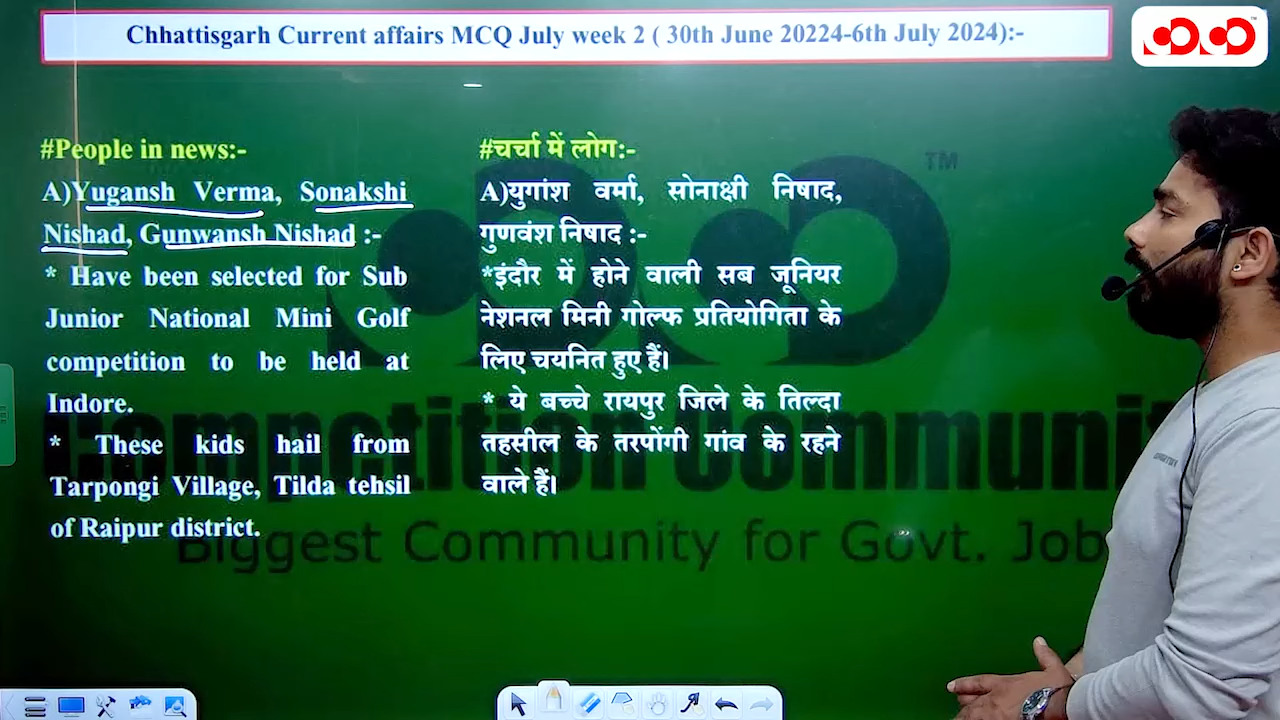 Chhattisgarh Current affairs MCQ July week 2 ( 30th June 20224-6th July 2024):-
#People in news:-
A)Yugansh Verma, Sonakshi
Nishad, Gunwansh Nishad :-
* Have been selected for Sub
Junior National Mini Golf
competition to be held at
Indore.
* These kids hail from
Tarpongi Village, Tilda tehsil
of Raipur district.
#चर्चा में लोग:-
A)युगांश वर्मा, सोनाक्षी निषाद,
गुणवंश निषाद :-
*इंदौर में होने वाली सब जूनियर
नेशनल मिनी गोल्फ प्रतियोगिता के
लिए चयनित हुए हैं।
* ये बच्चे रायपुर जिले के तिल्दा
तहसील के तरपोंगी गांव के रहने
वाले हैं।
TM
Competition Communit
Biggest Community for Govt. Job